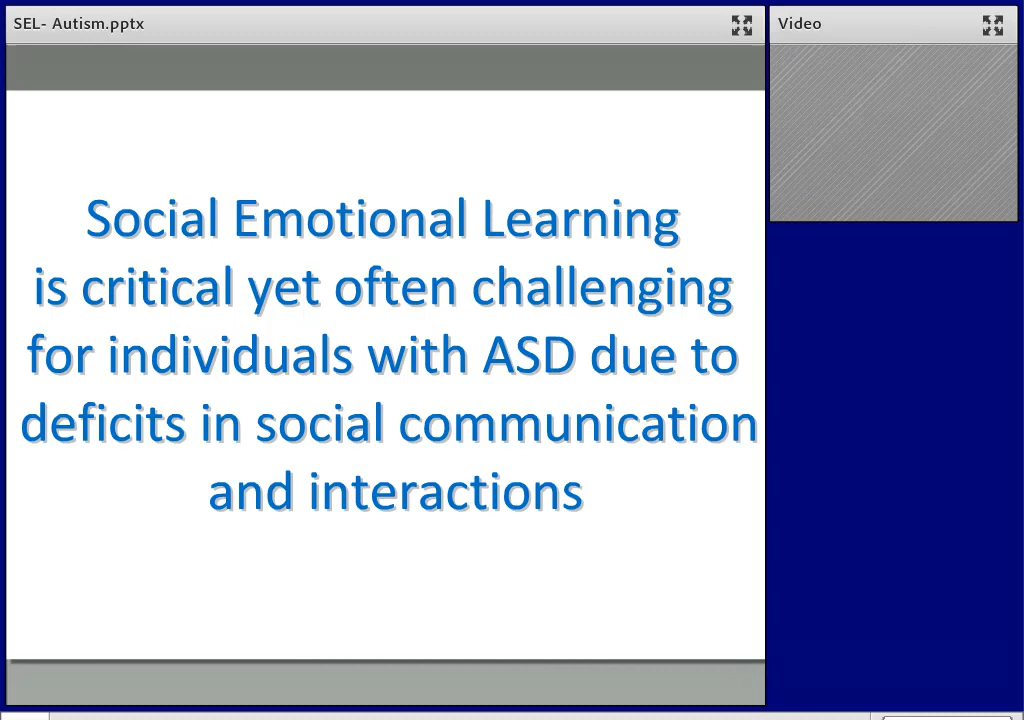 SEL- Autism.pptx
Video
Social Emotional Learning
is critical yet often challenging
for individuals with ASD due to
deficits in social communication
and interactions